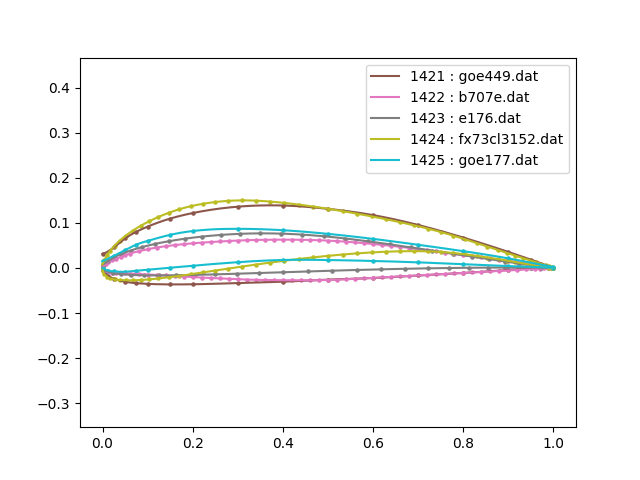 1421 : goe449.dat
1422 : b707e.dat
1423 : e176.dat
1424 : fx73cl3152.dat
1425 : goe177.dat
0.4
0.3
0.2
0.1
0.0
−0.1
−0.2
−0.3
0.0 0.2 0.4 0.6 0.8 1.0